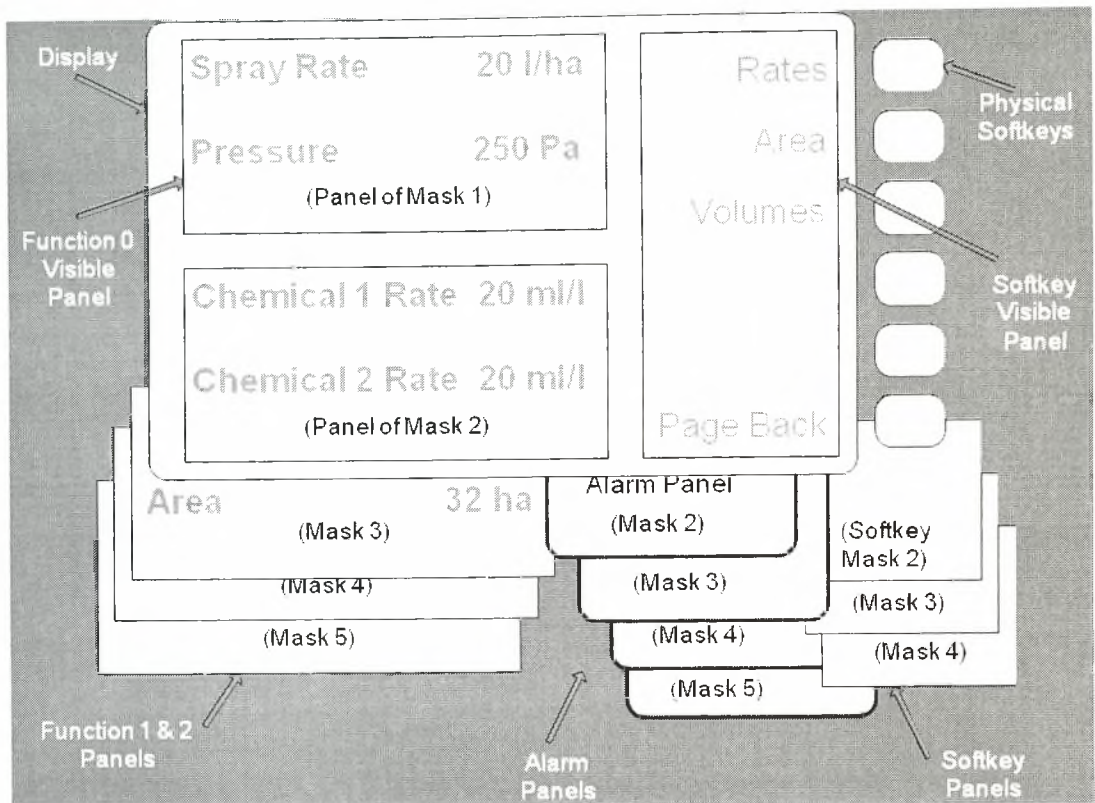 Display
Spray Rate 20 l/ha
Pressure 250 Pa
(Panel of Mask 1)
Function 0
Visible
Panel
Chemical 1 Rate 20 ml/l
Chemical 2 Rate 20 ml/l
(Panel of Mask 2)
Rates
Area
Volumes
Page Back
Physical
Softkeys
Softkey
Visible
Panel
Area 32 ha
(Mask 3)
(Mask 4)
(Mask 5)
Function 1 & 2
Panels
Alarm Panel
(Mask 2)
(Mask 3)
(Mask 4)
(Mask 5)
Alarm
Panels
(Softkey
Mask 2)
(Mask 3)
(Mask 4)
Softkey
Panels